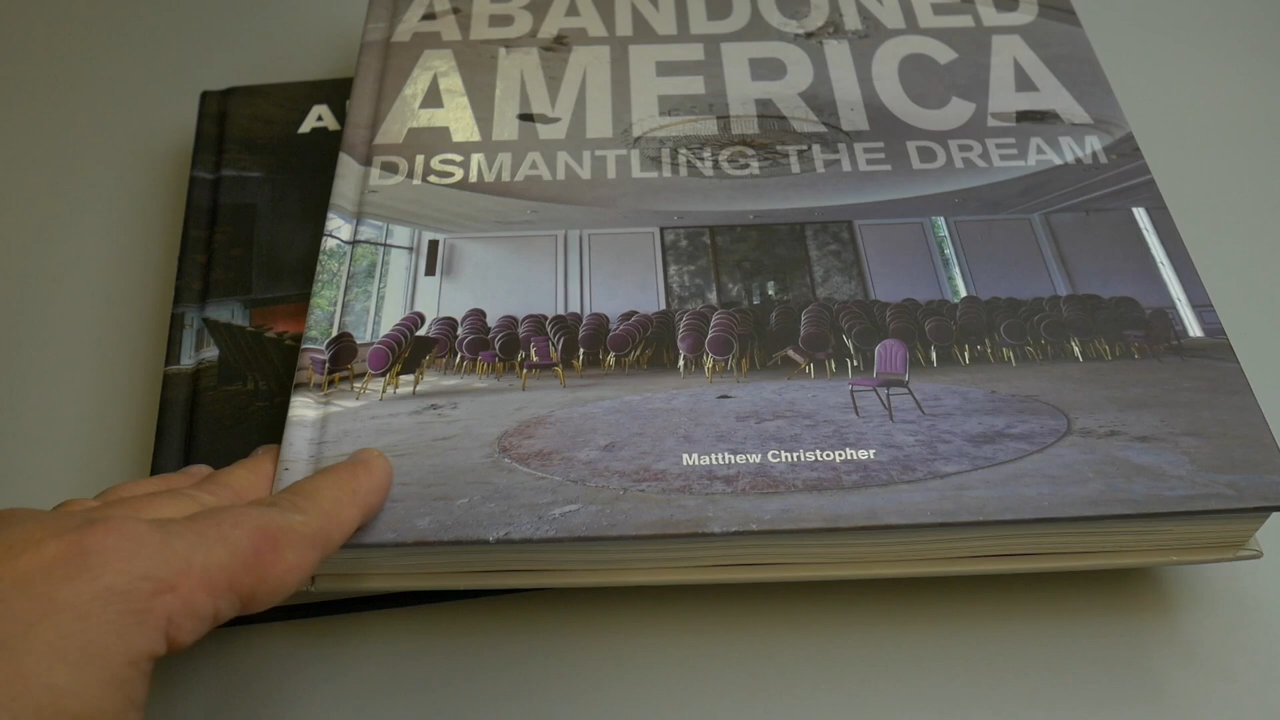 ABANDONED
AMERICA
DISMANTLING THE DREAM
Matthew Christopher
A